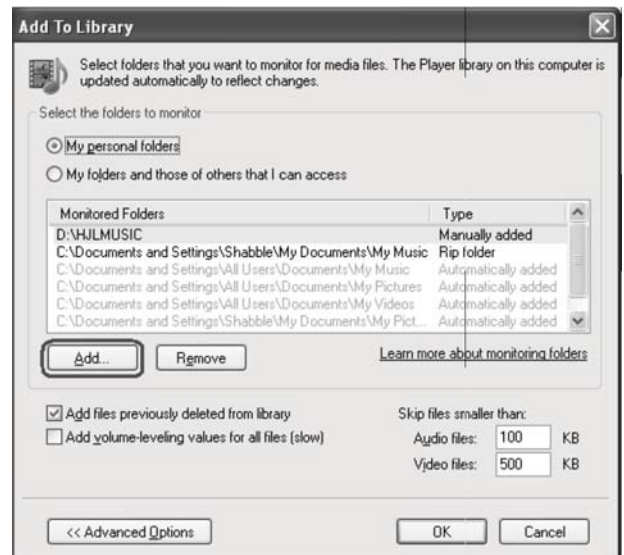 Add To Library
Select folders that you want to monitor for media files. The Player library on this computer is
updated automatically to reflect changes.
Select the folders to monitor
My personal folders
My folders and those of others that I can access
Monitored Folders Type
D:\HJLMUSIC Manually added
C:\Documents and Settings\Shabble\My Documents\My Music Rip folder
C:\Documents and Settings\All Users\Documents\My Music Automatically added
C:\Documents and Settings\All Users\Documents\My Pictures Automatically added
C:\Documents and Settings\All Users\Documents\My Videos Automatically added
C:\Documents and Settings\Shabble\My Documents\My Pict... Automatically added
Add... Remove Learn more about monitoring folders
Add files previously deleted from library Skip files smaller than:
Add volume-leveling values for all files (slow) Audio files: 100 KB
Video files: 500 KB
<< Advanced Options OK Cancel